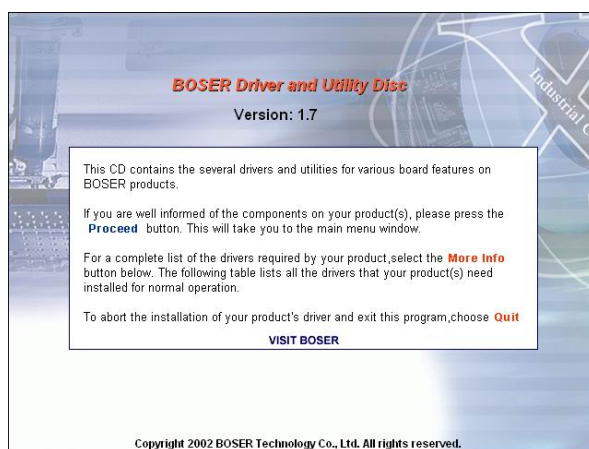 BOSER Driver and Utility Disc
Version: 1.7
Industrial C
This CD contains the several drivers and utilities for various board features on
BOSER products.
If you are well informed of the components on your product(s), please press the
Proceed button. This will take you to the main menu window.
For a complete list of the drivers required by your product,select the More Info
button below. The following table lists all the drivers that your product(s) need
installed for normal operation.
To abort the installation of your product's driver and exit this program,choose Quit
VISIT BOSER
Copyright 2002 BOSER Technology Co., Ltd. All rights reserved.